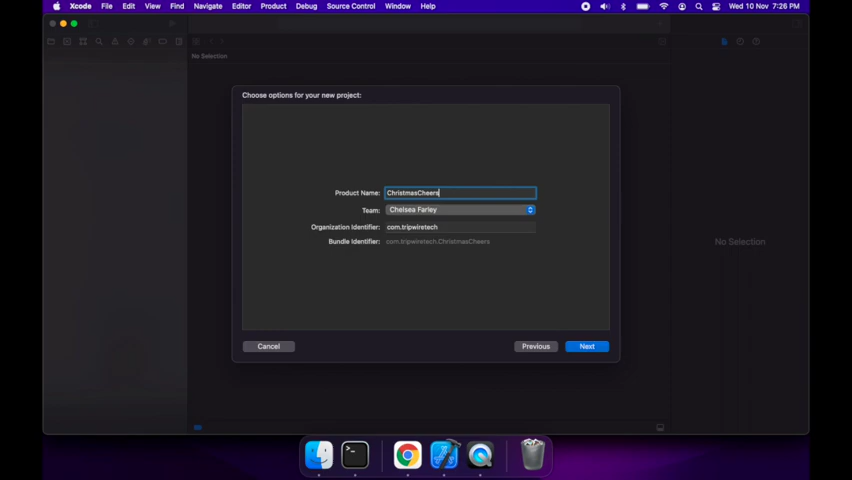 Xcode File Edit View Find Navigate Editor Product Debug Source Control Window Help Wed 10 Nov 7:26 PM
No Selection
Choose options for your new project:
Product Name: ChristmasCheers
Team: Chelsea Farley
Organization Identifier: com.tripwiretech
Bundle Identifier: com.tripwiretech.ChristmasCheers
No Selection
Cancel Previous Next